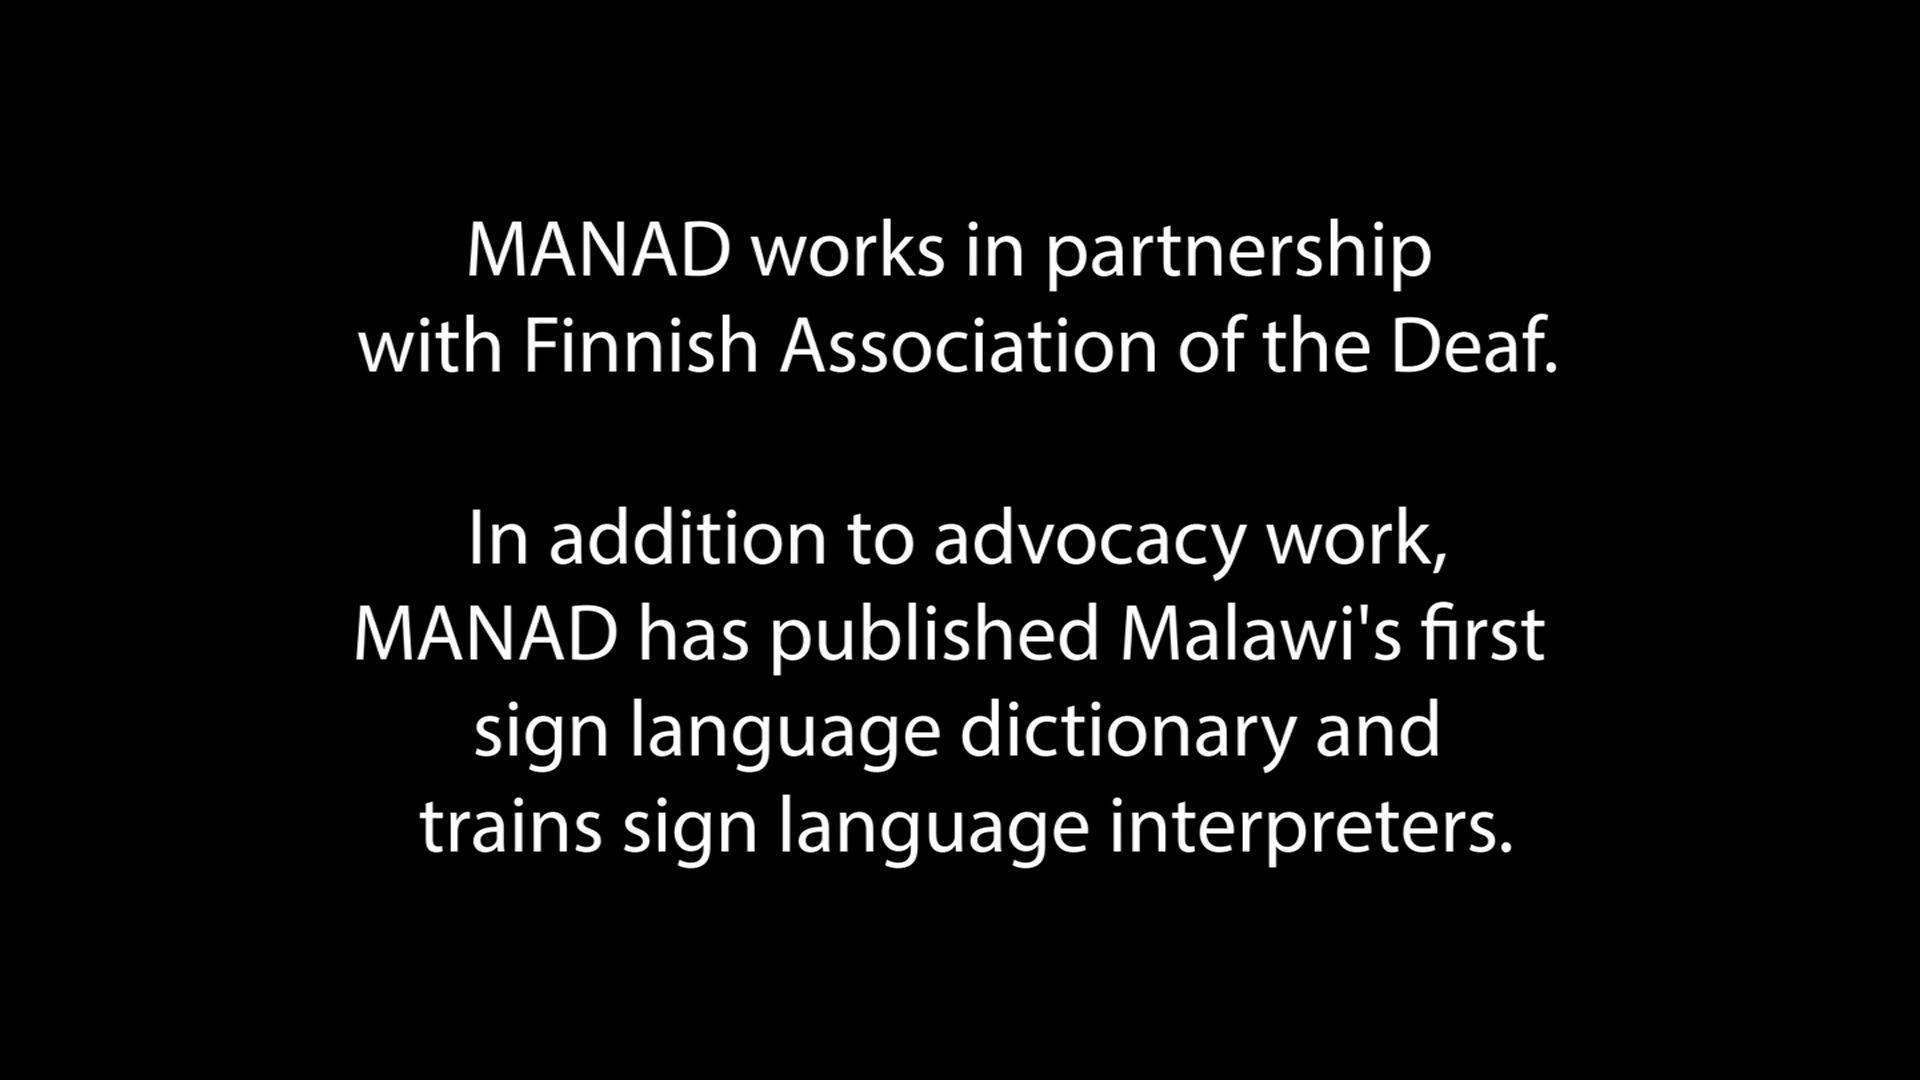 MANAD works in partnership
with Finnish Association of the Deaf.
In addition to advocacy work,
MANAD has published Malawi's first
sign language dictionary and
trains sign language interpreters.